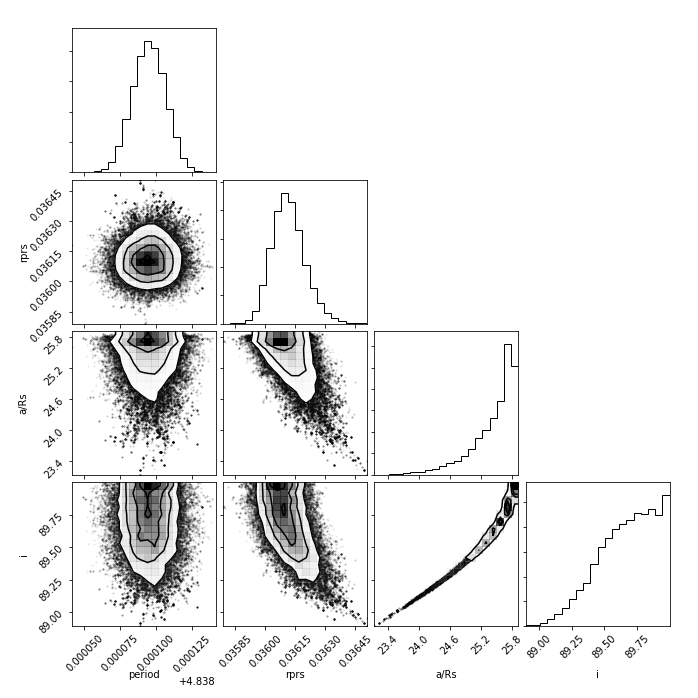 0.03645
0.03630
0.03615
0.03600
0.03585
rprs
25.8
25.2
24.6
24.0
23.4
a/Rs
89.75
89.50
89.25
89.00
i
0.000050 0.000075 0.000100 0.000125
period
+4.838
0.03585 0.03600 0.03615 0.03630 0.03645
rprs
23.4 24.0 24.6 25.2 25.8
a/Rs
89.00 89.25 89.50 89.75
i